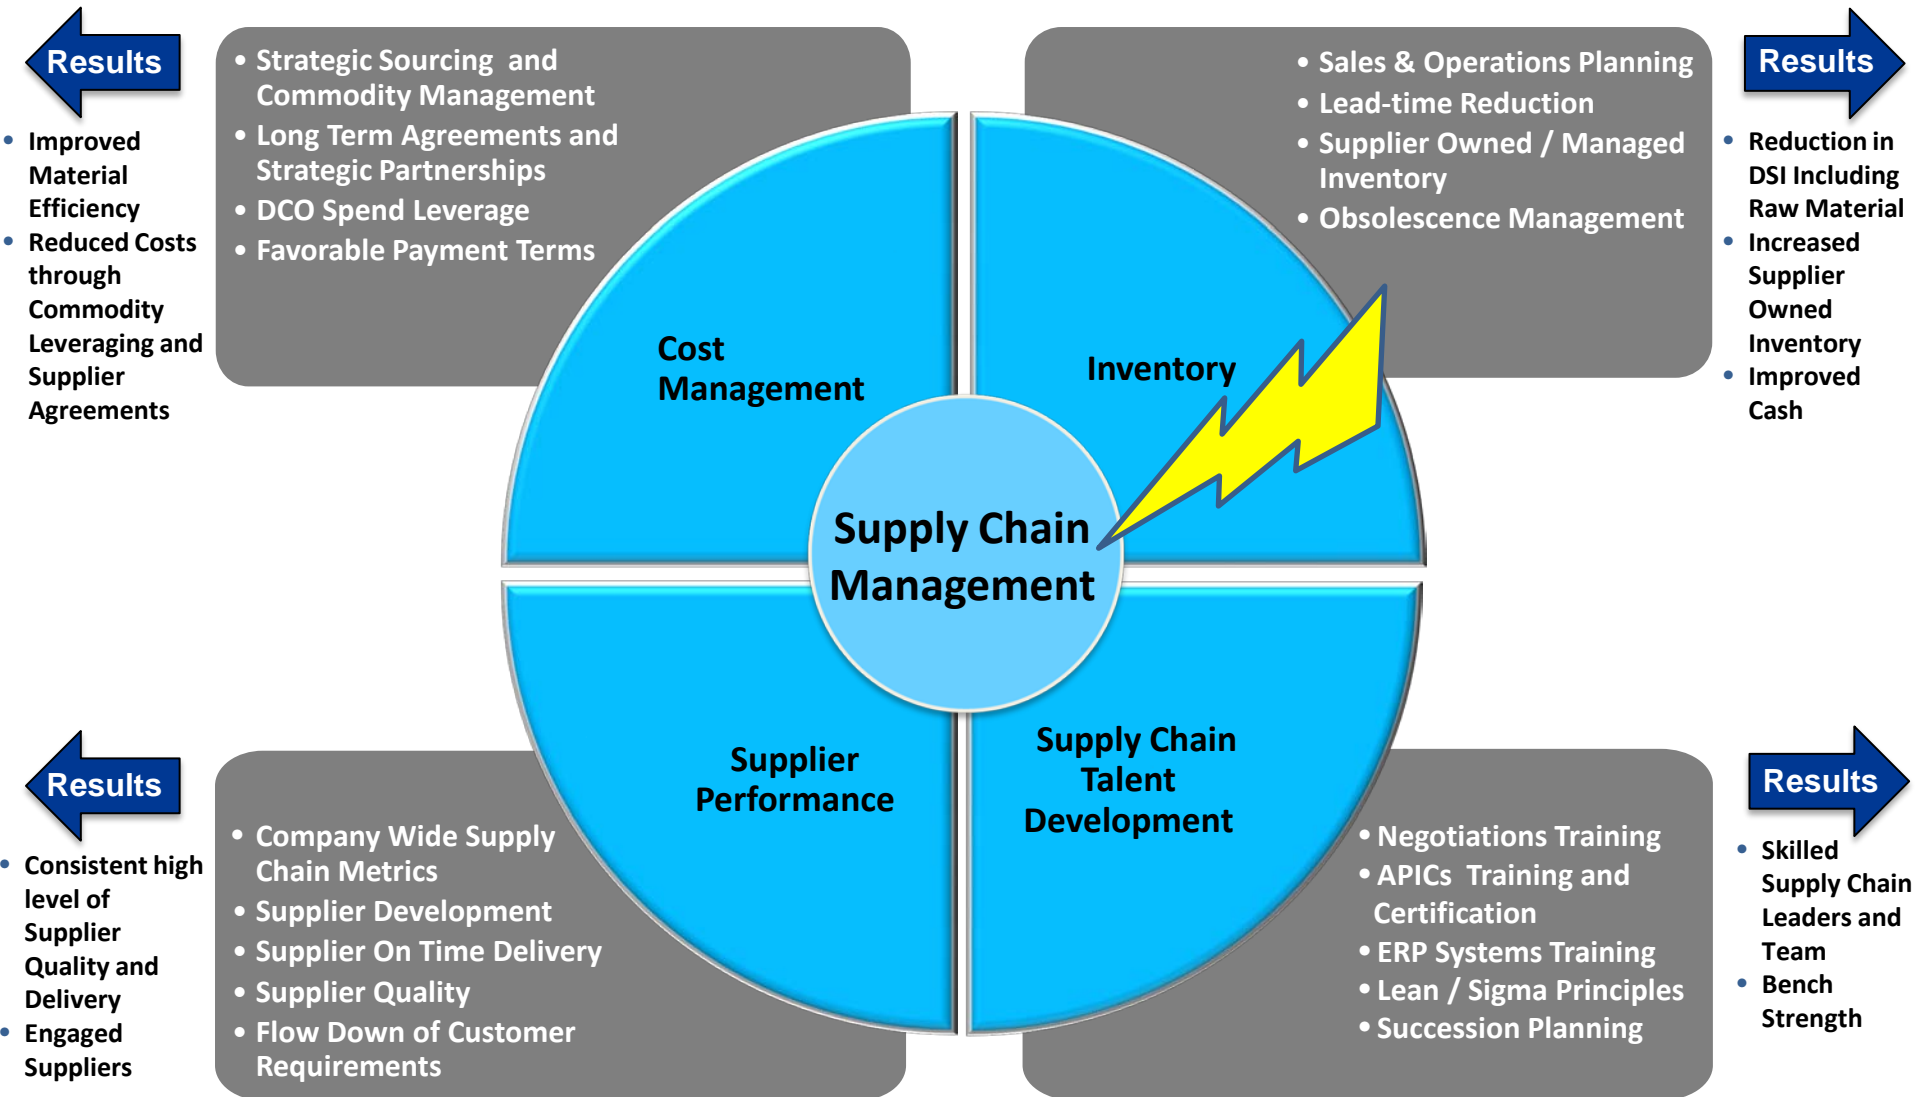 Results
• Improved
Material
Efficiency
• Reduced Costs
through
Commodity
Leveraging and
Supplier
Agreements
• Strategic Sourcing and
Commodity Management
• Long Term Agreements and
Strategic Partnerships
• DCO Spend Leverage
• Favorable Payment Terms
• Sales & Operations Planning
• Lead-time Reduction
• Supplier Owned / Managed
Inventory
• Obsolescence Management
Results
• Reduction in
DSI Including
Raw Material
• Increased
Supplier
Owned
Inventory
• Improved
Cash
Cost
Management
Inventory
Supply Chain
Management
Supplier
Performance
Supply Chain
Talent
Development
Results
• Consistent high
level of
Supplier
Quality and
Delivery
• Engaged
Suppliers
• Company Wide Supply
Chain Metrics
• Supplier Development
• Supplier On Time Delivery
• Supplier Quality
• Flow Down of Customer
Requirements
• Negotiations Training
• APICs Training and
Certification
• ERP Systems Training
• Lean / Sigma Principles
• Succession Planning
Results
• Skilled
Supply Chain
Leaders and
Team
• Bench
Strength